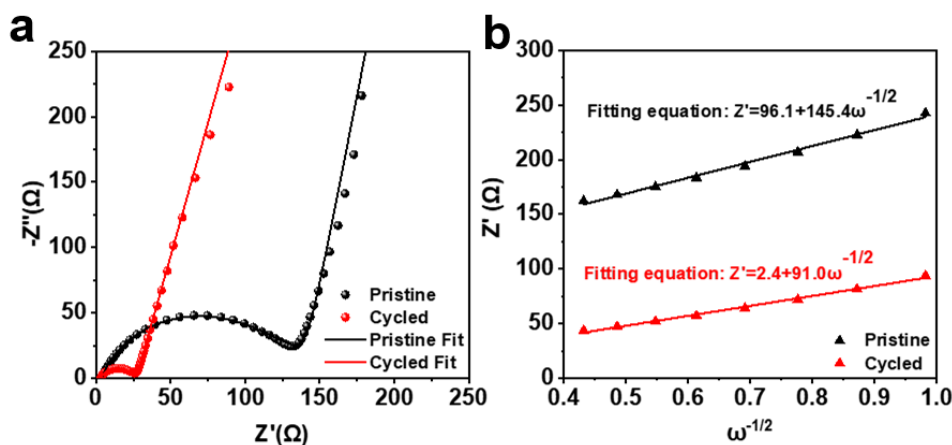 a
250
200
150
100
50
0
-Z''(Ω)
Pristine
Cycled
Pristine Fit
Cycled Fit
0 50 100 150 200 250
Z'(Ω)
b
300
250
200
150
100
50
0
Z' (Ω)
Fitting equation: Z'=96.1+145.4ω^-1/2
Fitting equation: Z'=2.4+91.0ω^-1/2
Pristine
Cycled
0.4 0.5 0.6 0.7 0.8 0.9 1.0
ω^-1/2